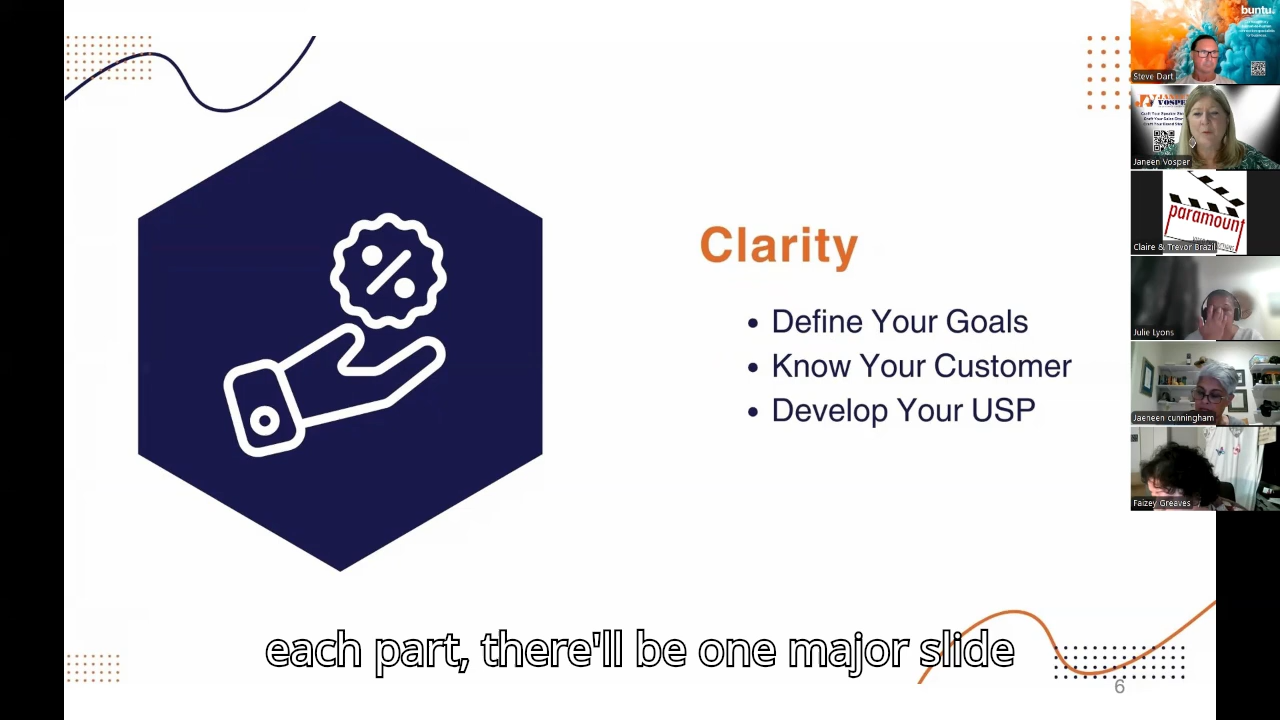 Clarity
Define Your Goals
Know Your Customer
Develop Your USP
each part, there'll be one major slide
6
buntu.
Steve Dart
VOSPE
Janeen Vosper
paramount
Claire & Trevor Brazil
Julie Lyons
Jaeneen cunningham
Faizey Greaves